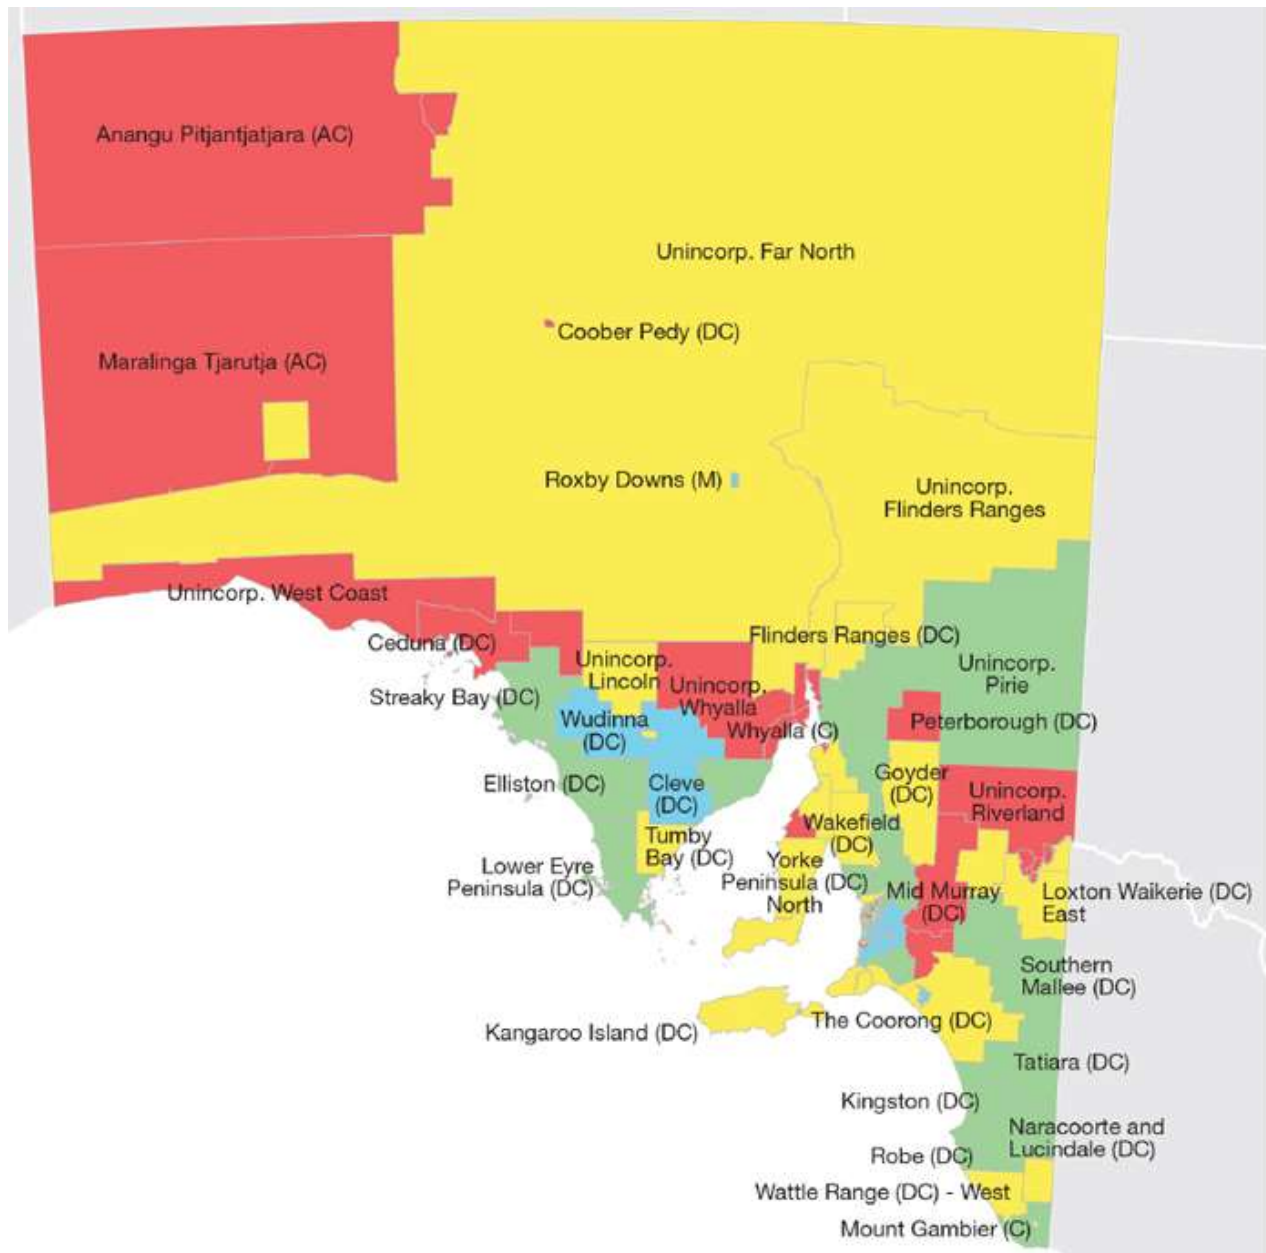 Anangu Pitjantjatjara (AC)
Unincorp. Far North
Coober Pedy (DC)
Maralinga Tjarutja (AC)
Roxby Downs (M)
Unincorp.
Flinders Ranges
Unincorp. West Coast
Ceduna (DC)
Flinders Ranges (DC)
Unincorp.
Lincoln
Unincorp.
Pirie
Streaky Bay (DC)
Unincorp.
Whyalla
Wudinna
(DC)
Whyalla (C)
Peterborough (DC)
Elliston (DC)
Cleve
(DC)
Goyder
(DC)
Unincorp.
Riverland
Wakefield
(DC)
Tumby
Bay (DC)
Lower Eyre
Peninsula (DC)
Yorke
Peninsula (DC)
North
Mid Murray
(DC)
Loxton Waikerie (DC)
East
Southern
Mallee (DC)
Kangaroo Island (DC)
The Coorong (DC)
Tatiara (DC)
Kingston (DC)
Naracoorte and
Lucindale (DC)
Robe (DC)
Wattle Range (DC) - West
Mount Gambier (C)